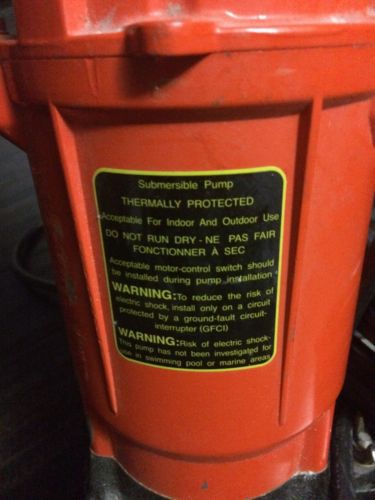 Submersible Pump
THERMALLY PROTECTED
Acceptable For Indoor And Outdoor Use
DO NOT RUN DRY - NE PAS FAIR
FONCTIONNER À SEC
Acceptable motor-control switch should
be installed during pump installation
WARNING:To reduce the risk of
electric shock, install only on a circuit
protected by a ground-fault circuit-
interrupter (GFCI)
WARNING:Risk of electric shock-
This pump has not been investigated for
use in swimming pool or marine areas